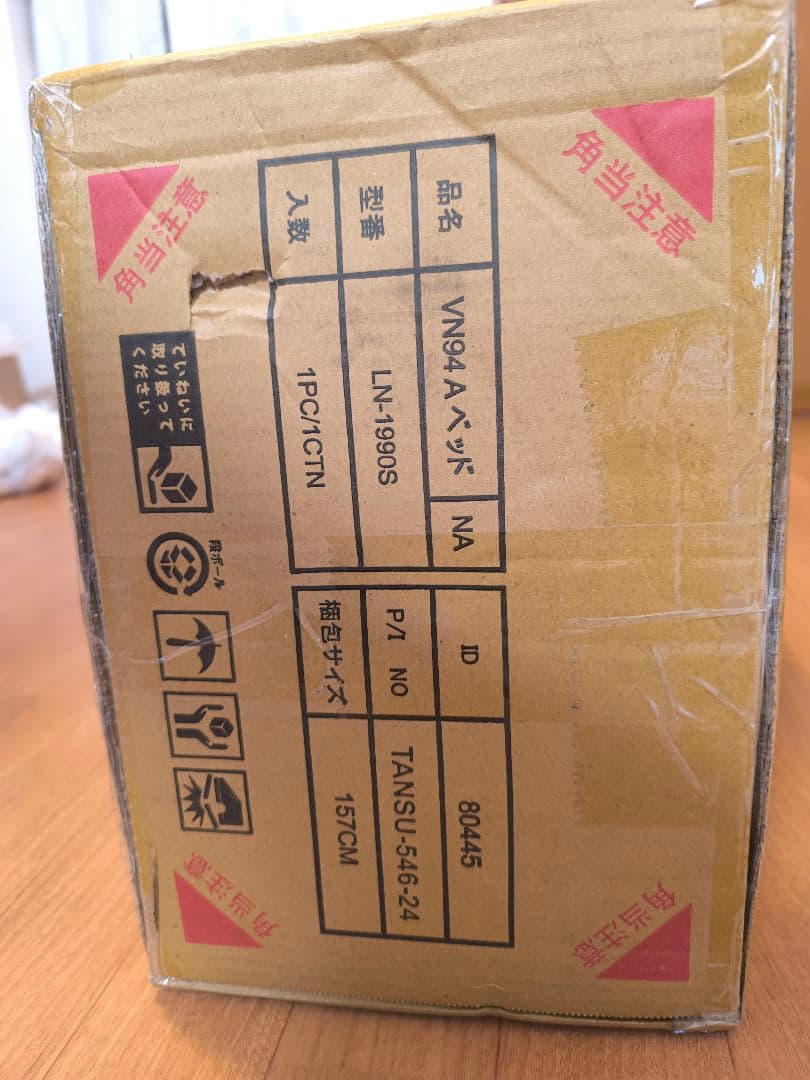 角当注意
角当注意
品名 VN94 Aベッド NA
型番 LN-1990S
入数 1PC/1CTN
ID 80445
P/I NO TANSU-546-24
梱包サイズ 157CM
ていねいに
取り扱って
ください
段ボール
角当注意
角当注意